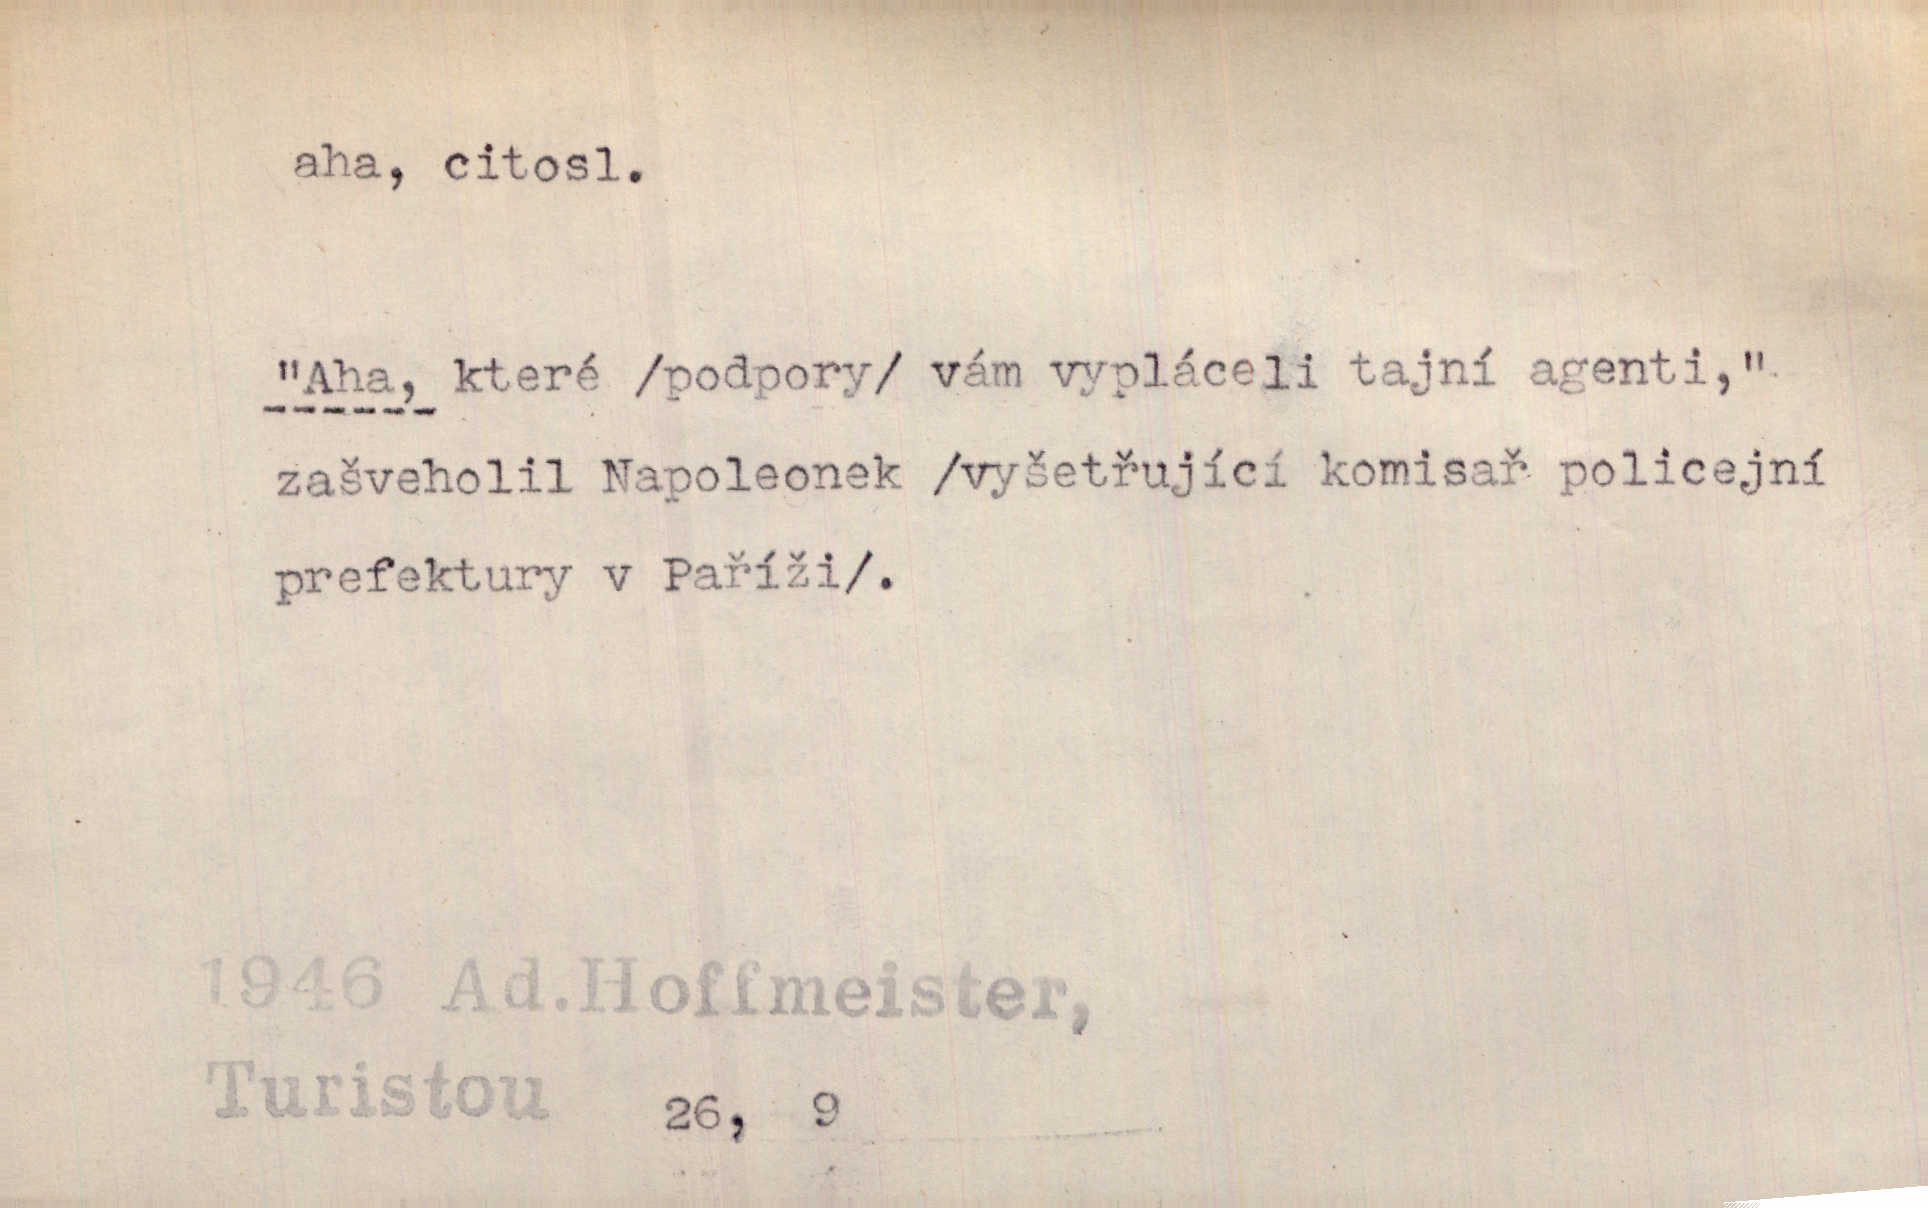 aha, citosl.
"Aha, které /podpory/ vám vypláceli tajní agenti,"
zašveholil Napoleonek /vyšetřující komisař policejní
prefektury v Paříži/.
1946 Ad.Hoffmeister,
Turistou 26, 9